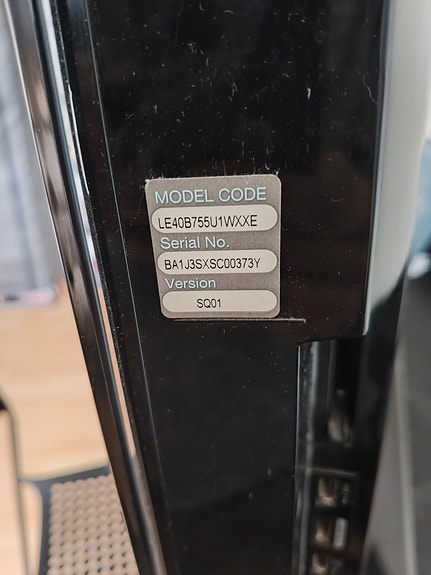 MODEL CODE
LE40B755U1WXXE
Serial No.
BA1J3SXSC00373Y
Version
SQ01